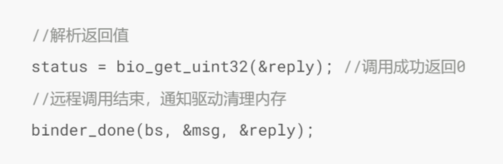 //解析返回值
status = bio_get_uint32(&reply); //调用成功返回0
//远程调用结束，通知驱动清理内存
binder_done(bs, &msg, &reply);